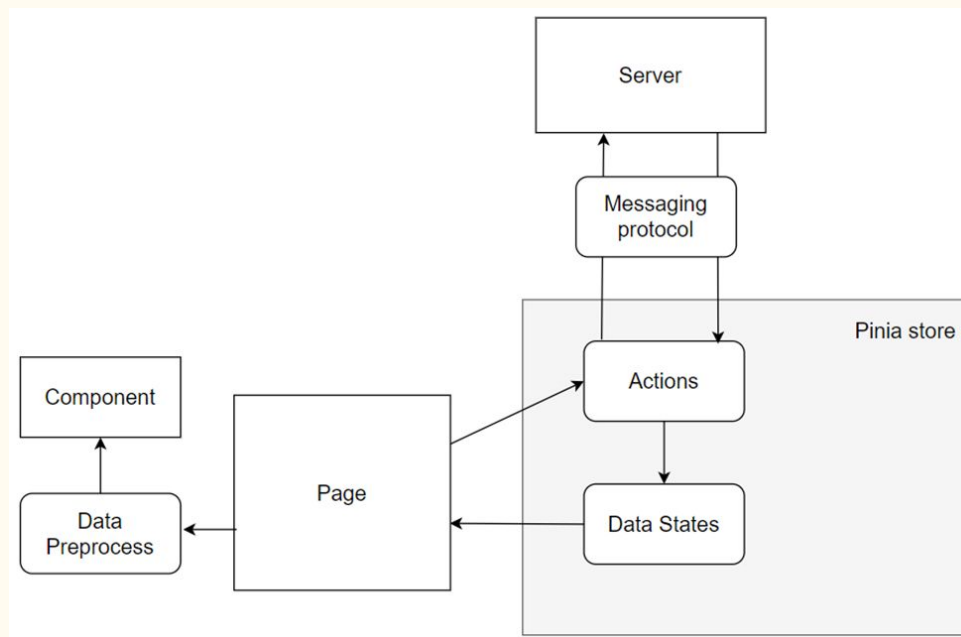 Server
Messaging
protocol
Pinia store
Actions
Component
Page
Data
Preprocess
Data States